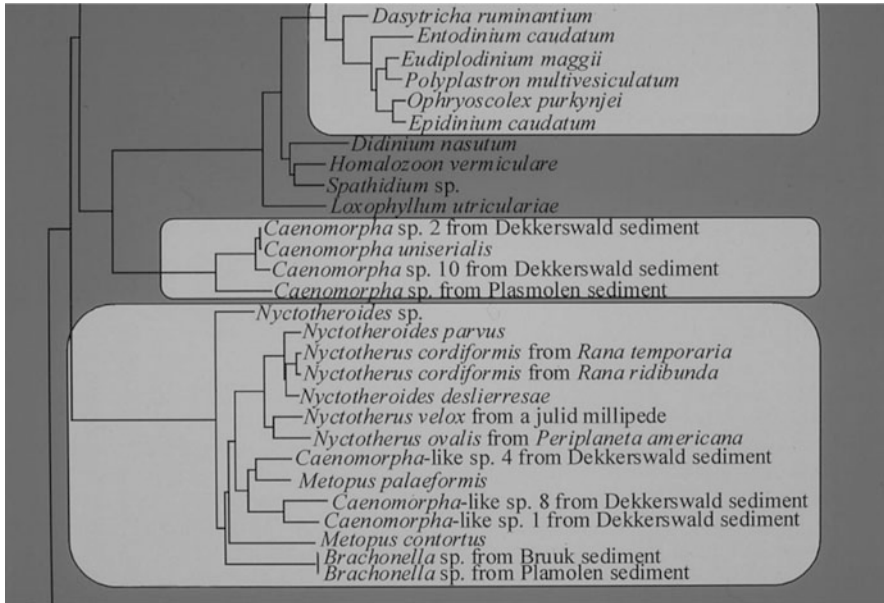 Dasytricha ruminantium
Entodinium caudatum
Eudiplodinium maggii
Polyplastron multivesiculatum
Ophryoscolex purkynjei
Epidinium caudatum
Didinium nasutum
Homalozoon vermiculare
Spathidium sp.
Loxophyllum utriculariae
Caenomorpha sp. 2 from Dekkerswald sediment
Caenomorpha uniserialis
Caenomorpha sp. 10 from Dekkerswald sediment
Caenomorpha sp. from Plasmolen sediment
Nyctotheroides sp.
Nyctotheroides parvus
Nyctotherus cordiformis from Rana temporaria
Nyctotherus cordiformis from Rana ridibunda
Nyctotheroides deslierresae
Nyctotherus velox from a julid millipede
Nyctotherus ovalis from Periplaneta americana
Caenomorpha-like sp. 4 from Dekkerswald sediment
Metopus palaeformis
Caenomorpha-like sp. 8 from Dekkerswald sediment
Caenomorpha-like sp. 1 from Dekkerswald sediment
Metopus contortus
Brachonella sp. from Bruuk sediment
Brachonella sp. from Plamolen sediment